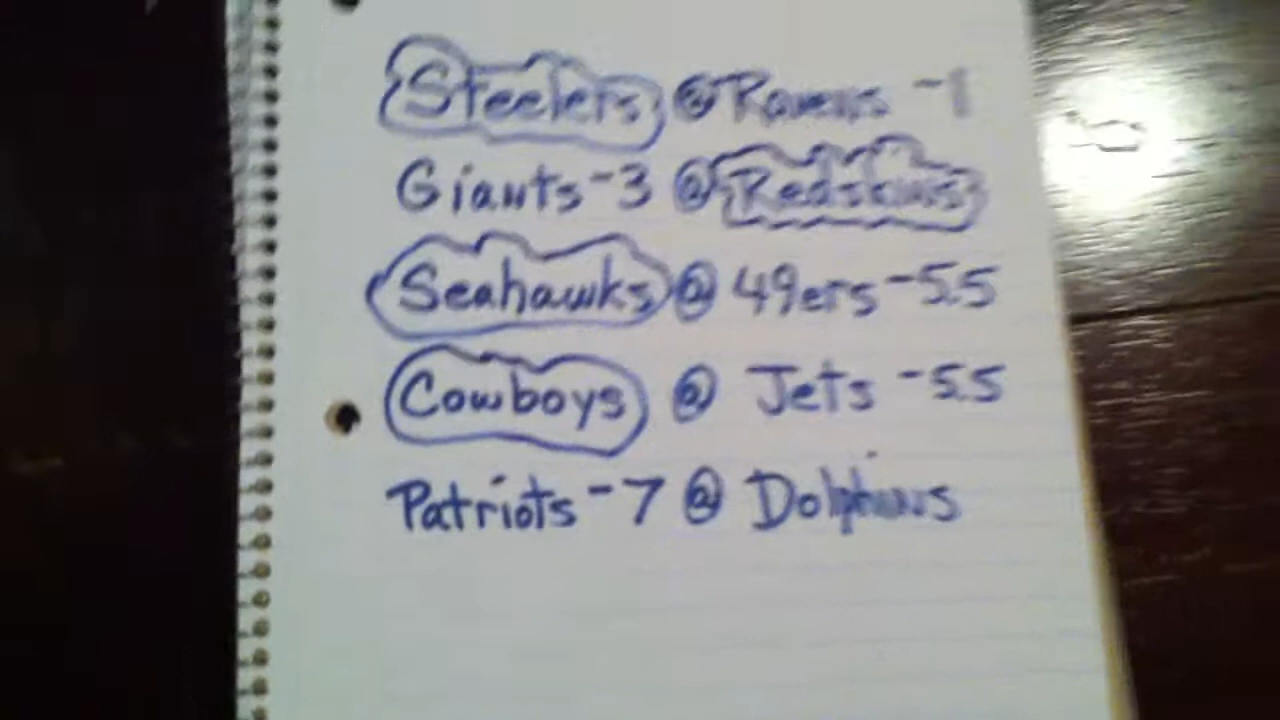 Steelers @ Ravens -1
Giants -3 @ Redskins
Seahawks @ 49ers -5.5
Cowboys @ Jets -5.5
Patriots -7 @ Dolphins